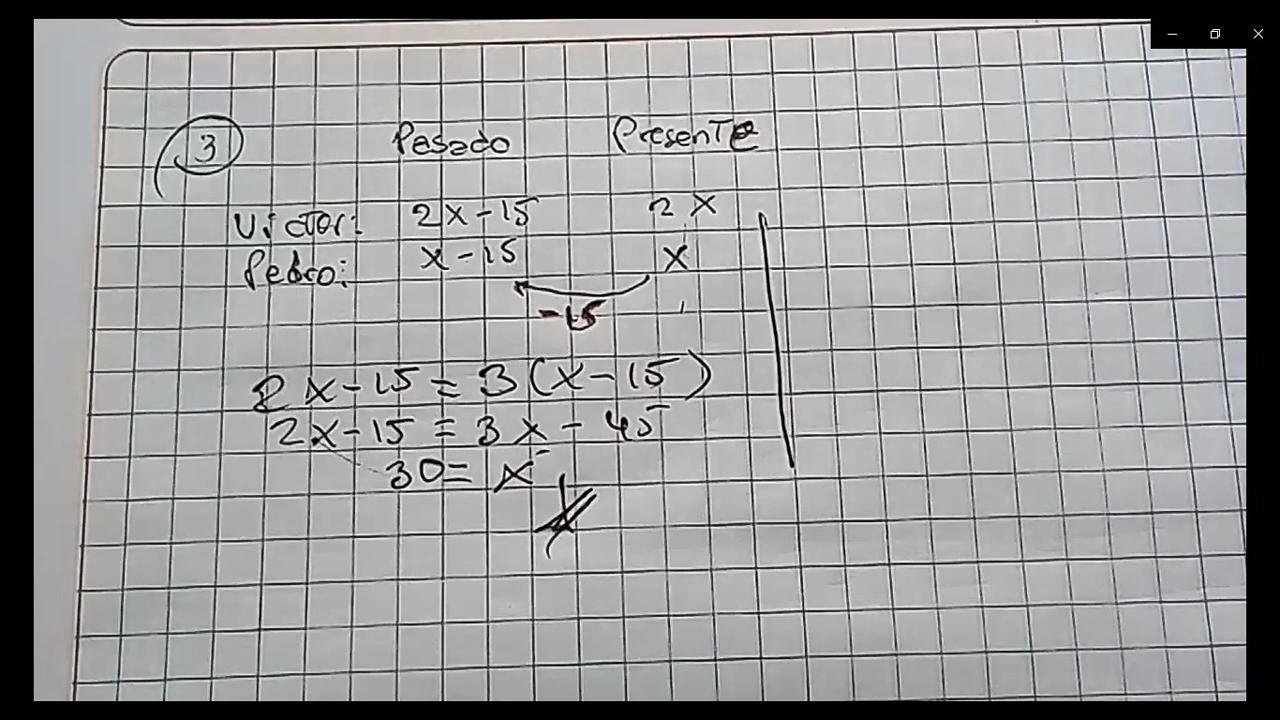 3
Pasado Presente
Victor: 2x-15 2x
Pedro: x-15 x
-15
2x-15=3(x-15)
2x-15=3x-45
30=x